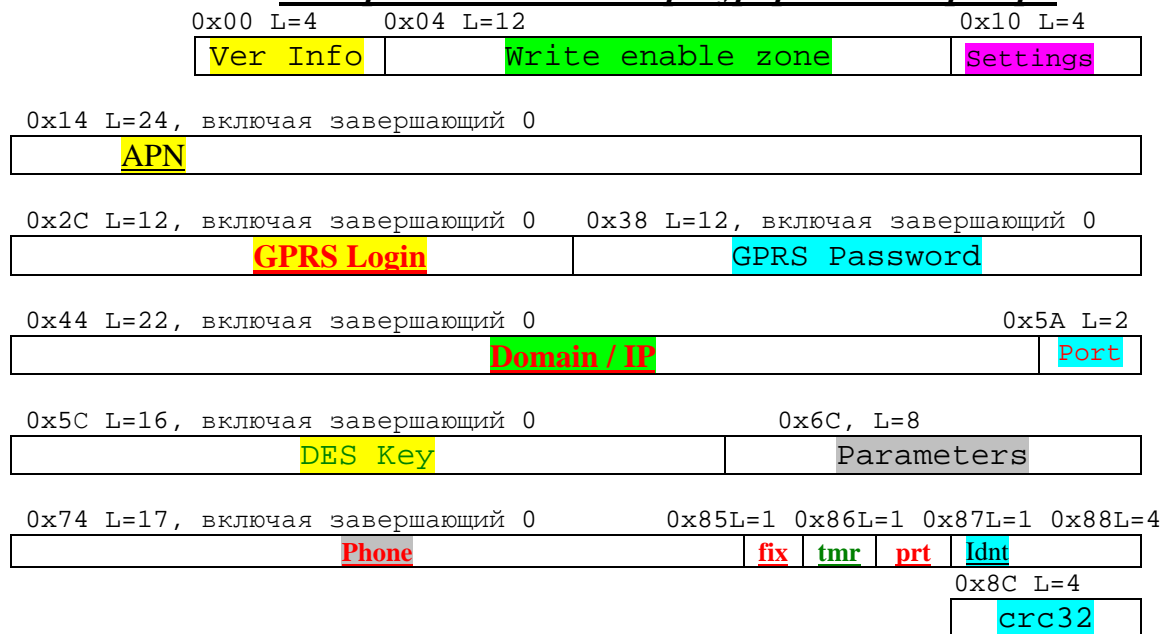 0x00 L=4 0x04 L=12 0x10 L=4
Ver Info Write enable zone Settings
0x14 L=24, включая завершающий 0
APN
0x2C L=12, включая завершающий 0 0x38 L=12, включая завершающий 0
GPRS Login GPRS Password
0x44 L=22, включая завершающий 0 0x5A L=2
Domain / IP Port
0x5C L=16, включая завершающий 0 0x6C, L=8
DES Key Parameters
0x74 L=17, включая завершающий 0 0x85L=1 0x86L=1 0x87L=1 0x88L=4
Phone fix tmr prt Idnt
0x8C L=4
crc32